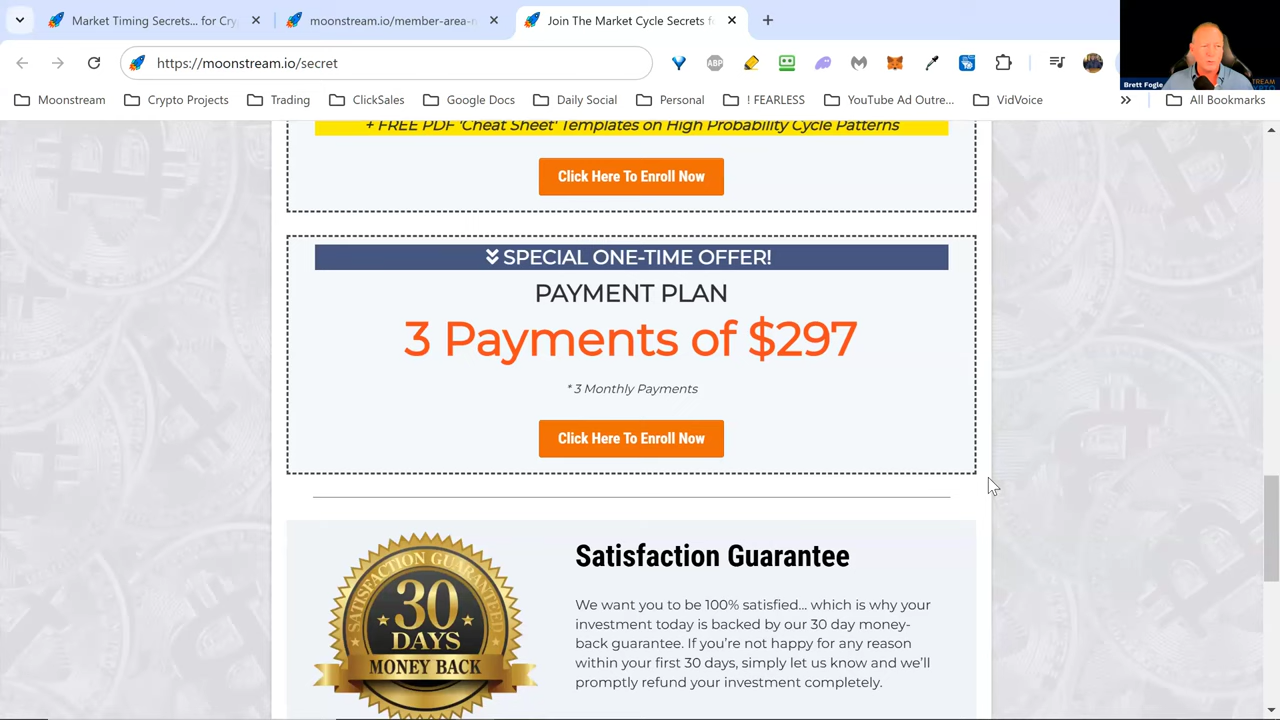 Market Timing Secrets... for Cry
moonstream.io/member-area-n
Join The Market Cycle Secrets f
https://moonstream.io/secret
ABP
Brett Fogle
Moonstream
Crypto Projects
Trading
ClickSales
Google Docs
Daily Social
Personal
! FEARLESS
YouTube Ad Outre...
VidVoice
All Bookmarks
+ FREE PDF 'Cheat Sheet' Templates on High Probability Cycle Patterns
Click Here To Enroll Now
SPECIAL ONE-TIME OFFER!
PAYMENT PLAN
3 Payments of $297
* 3 Monthly Payments
Click Here To Enroll Now
SATISFACTION GUARANTEED
30
DAYS
MONEY BACK
Satisfaction Guarantee
We want you to be 100% satisfied... which is why your
investment today is backed by our 30 day money-
back guarantee. If you're not happy for any reason
within your first 30 days, simply let us know and we'll
promptly refund your investment completely.